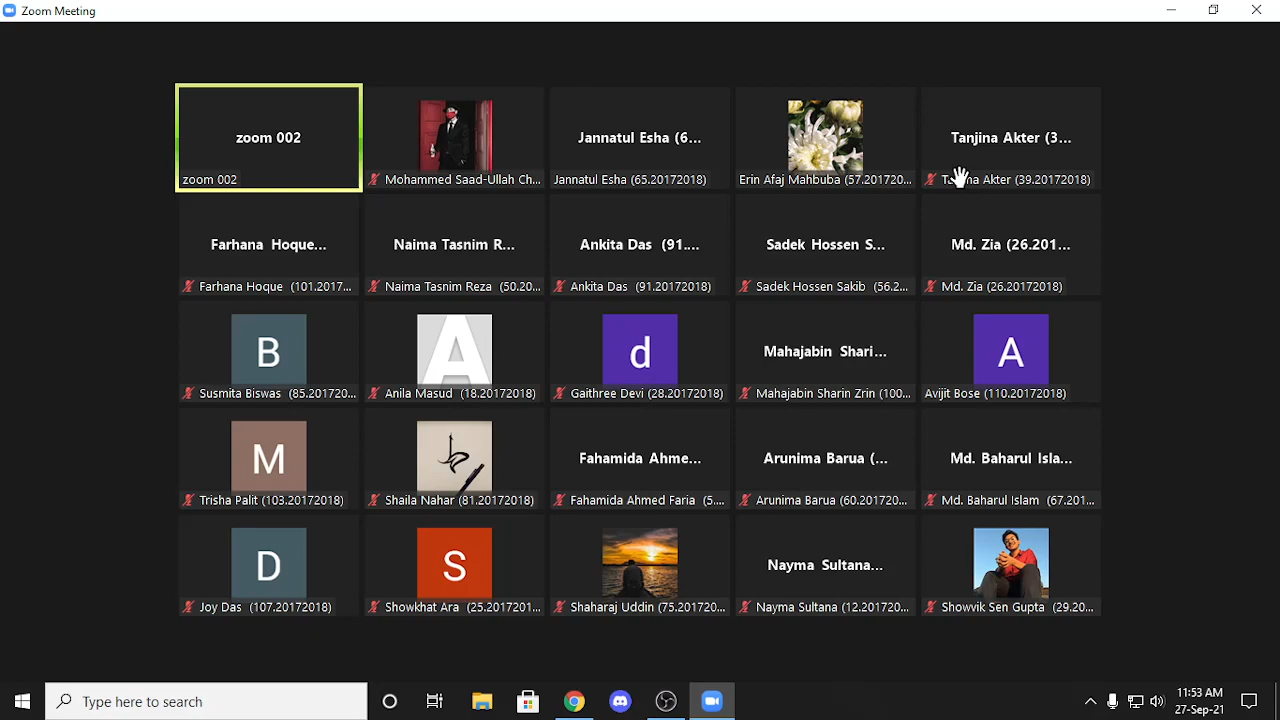 Zoom Meeting
zoom 002
zoom 002
Mohammed Saad-Ullah Ch...
Jannatul Esha (6...
Jannatul Esha (65.20172018)
Erin Afaj Mahbuba (57.201720...
Tanjina Akter (3...
Akter (39.20172018)
Farhana Hoque...
Farhana Hoque (101.2017...
Naima Tasnim R...
Naima Tasnim Reza (50.20...
Ankita Das (91....
Ankita Das (91.20172018)
Sadek Hossen S...
Sadek Hossen Sakib (56.2...
Md. Zia (26.201...
Md. Zia (26.20172018)
B
Susmita Biswas (85.201720...
A
Anila Masud (18.20172018)
d
Gaithree Devi (28.20172018)
Mahajabin Shari...
Mahajabin Sharin Zrin (100...
A
Avijit Bose (110.20172018)
M
Trisha Palit (103.20172018)
Shaila Nahar (81.20172018)
Fahamida Ahme...
Fahamida Ahmed Faria (5....
Arunima Barua (...
Arunima Barua (60.201720...
Md. Baharul Isla...
Md. Baharul Islam (67.201...
D
Joy Das (107.20172018)
S
Showkhat Ara (25.2017201...
Shaharaj Uddin (75.201720...
Nayma Sultana...
Nayma Sultana (12.201720...
Showvik Sen Gupta (29.20...
Type here to search
11:53 AM
27-Sep-21